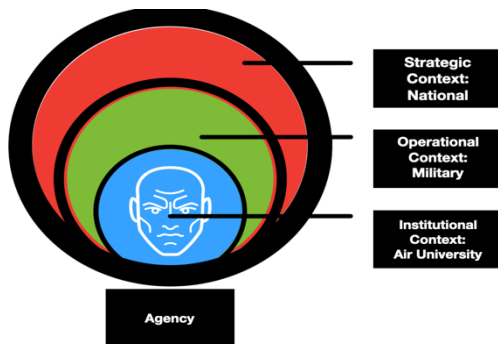 Strategic
Context:
National
Operational
Context:
Military
Institutional
Context:
Air University
Agency